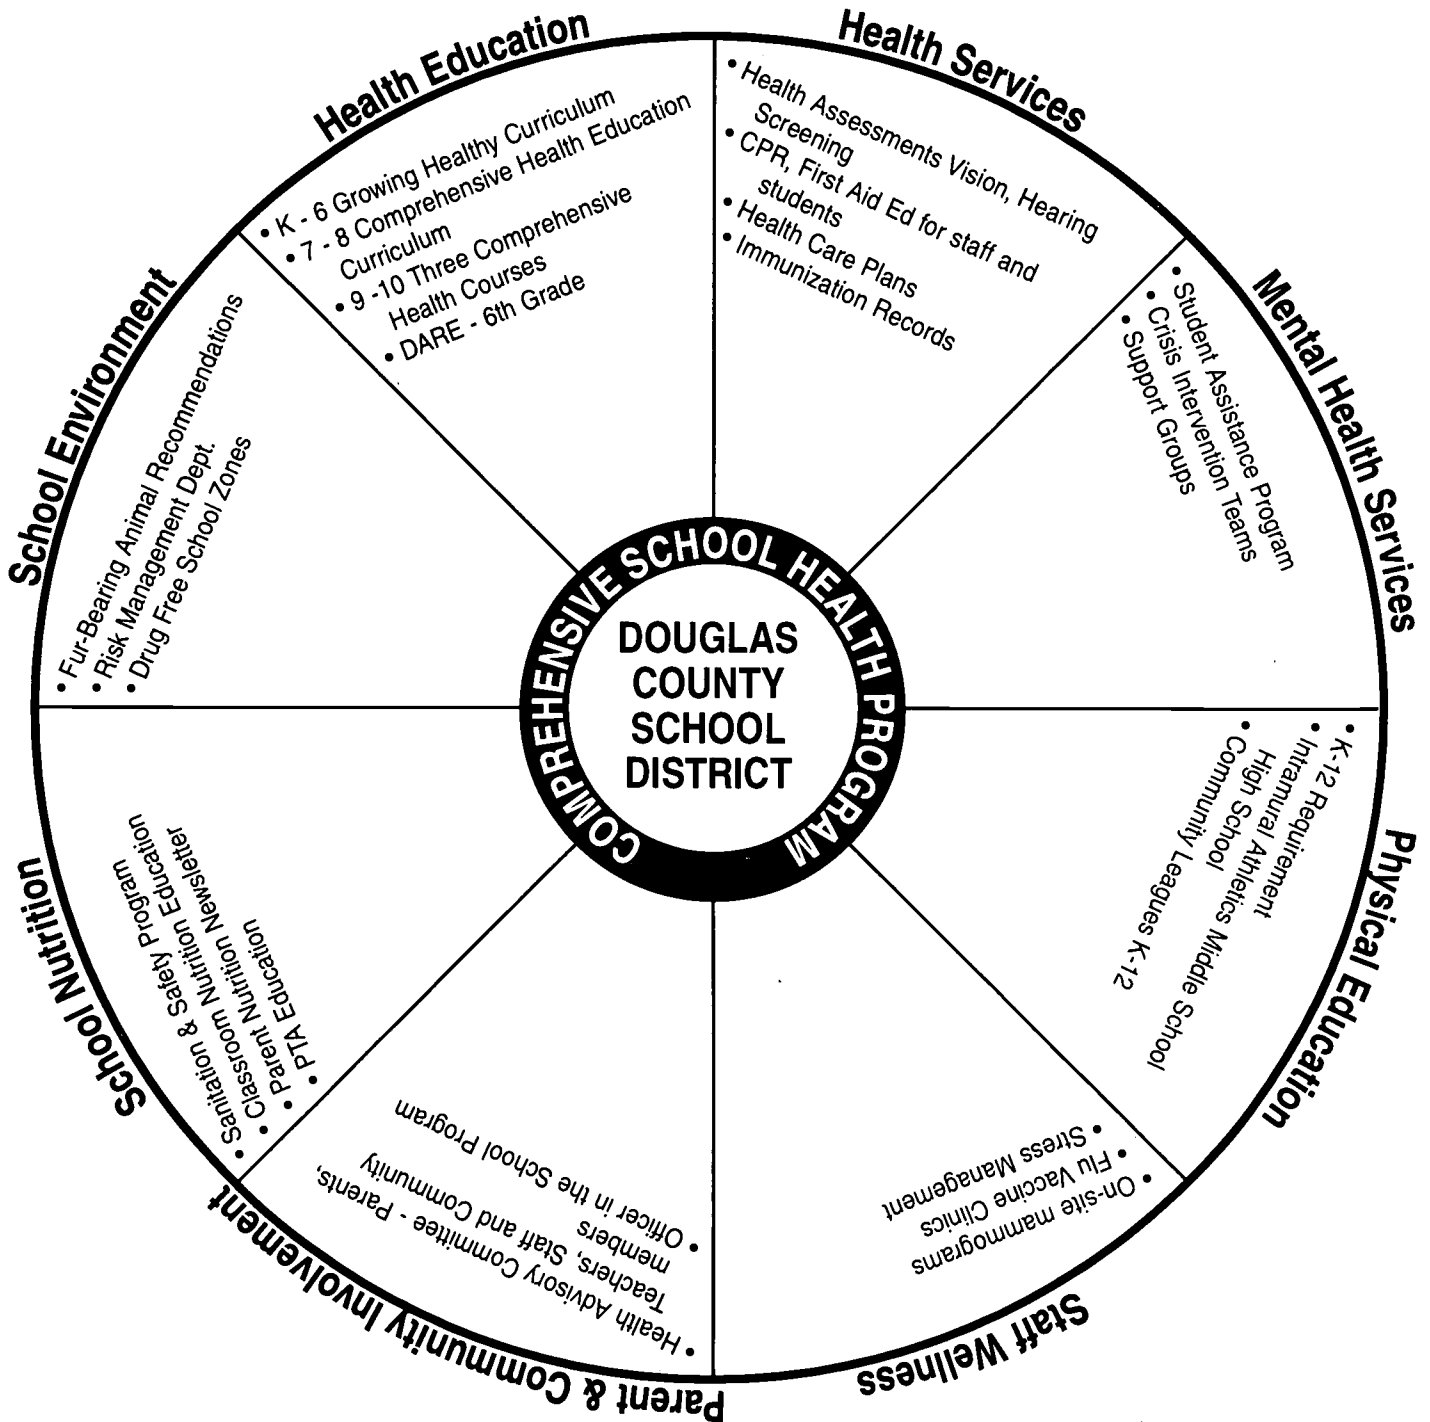 Health Education
• K - 6 Growing Healthy Curriculum
• 7 - 8 Comprehensive Health Education
Curriculum
• 9 -10 Three Comprehensive
Health Courses
• DARE - 6th Grade
Health Services
• Health Assessments Vision, Hearing
Screening
• CPR, First Aid Ed for staff and
students
• Health Care Plans
• Immunization Records
Mental Health Services
• Student Assistance Program
• Crisis Intervention Teams
• Support Groups
Physical Education
• K-12 Requirement
• Intramural Athletics Middle School
High School
• Community Leagues K-12
Staff Wellness
• On-site mammograms
• Flu Vaccine Clinics
• Stress Management
Parent & Community Involvement
• Health Advisory Committee - Parents,
Teachers, Staff and Community
members
• Officer in the School Program
School Nutrition
• Sanitation & Safety Program
• Classroom Nutrition Education
• Parent Nutrition Newsletter
• PTA Education
School Environment
• Fur-Bearing Animal Recommendations
• Risk Management Dept.
• Drug Free School Zones
COMPREHENSIVE SCHOOL HEALTH PROGRAM
DOUGLAS
COUNTY
SCHOOL
DISTRICT